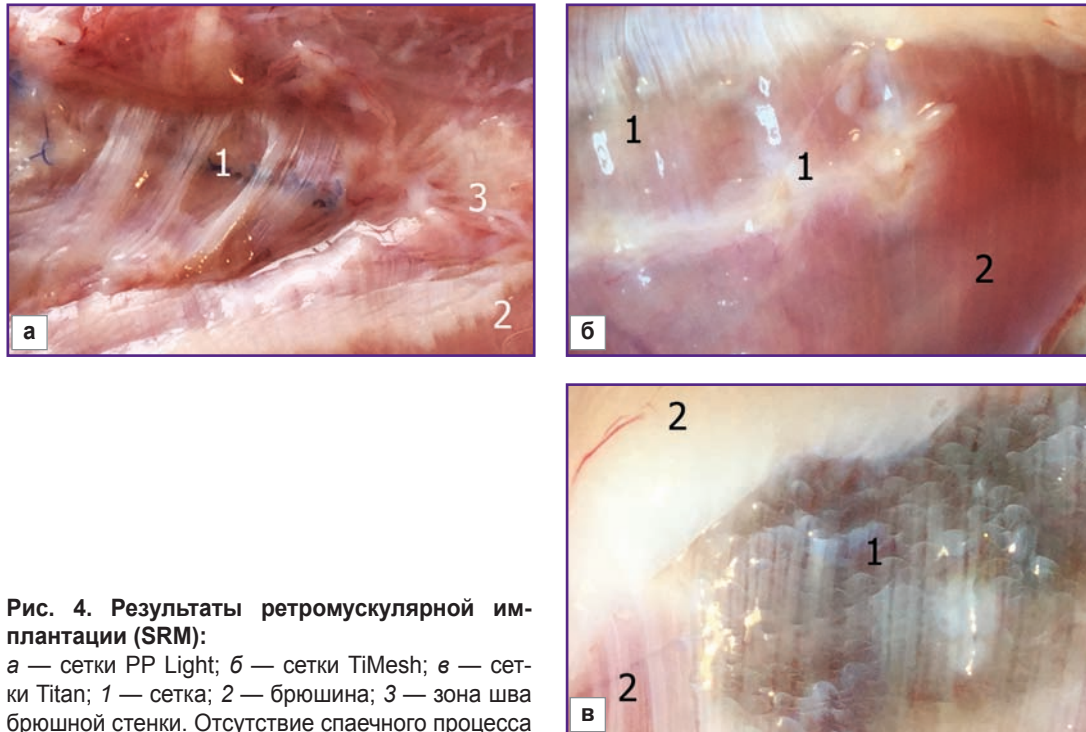 1
3
2
а
1
1
2
б
2
1
2
в
Рис. 4. Результаты ретромускулярной им-
плантации (SRM):
а — сетки PP Light; б — сетки TiMesh; в — сет-
ки Titan; 1 — сетка; 2 — брюшина; 3 — зона шва
брюшной стенки. Отсутствие спаечного процесса